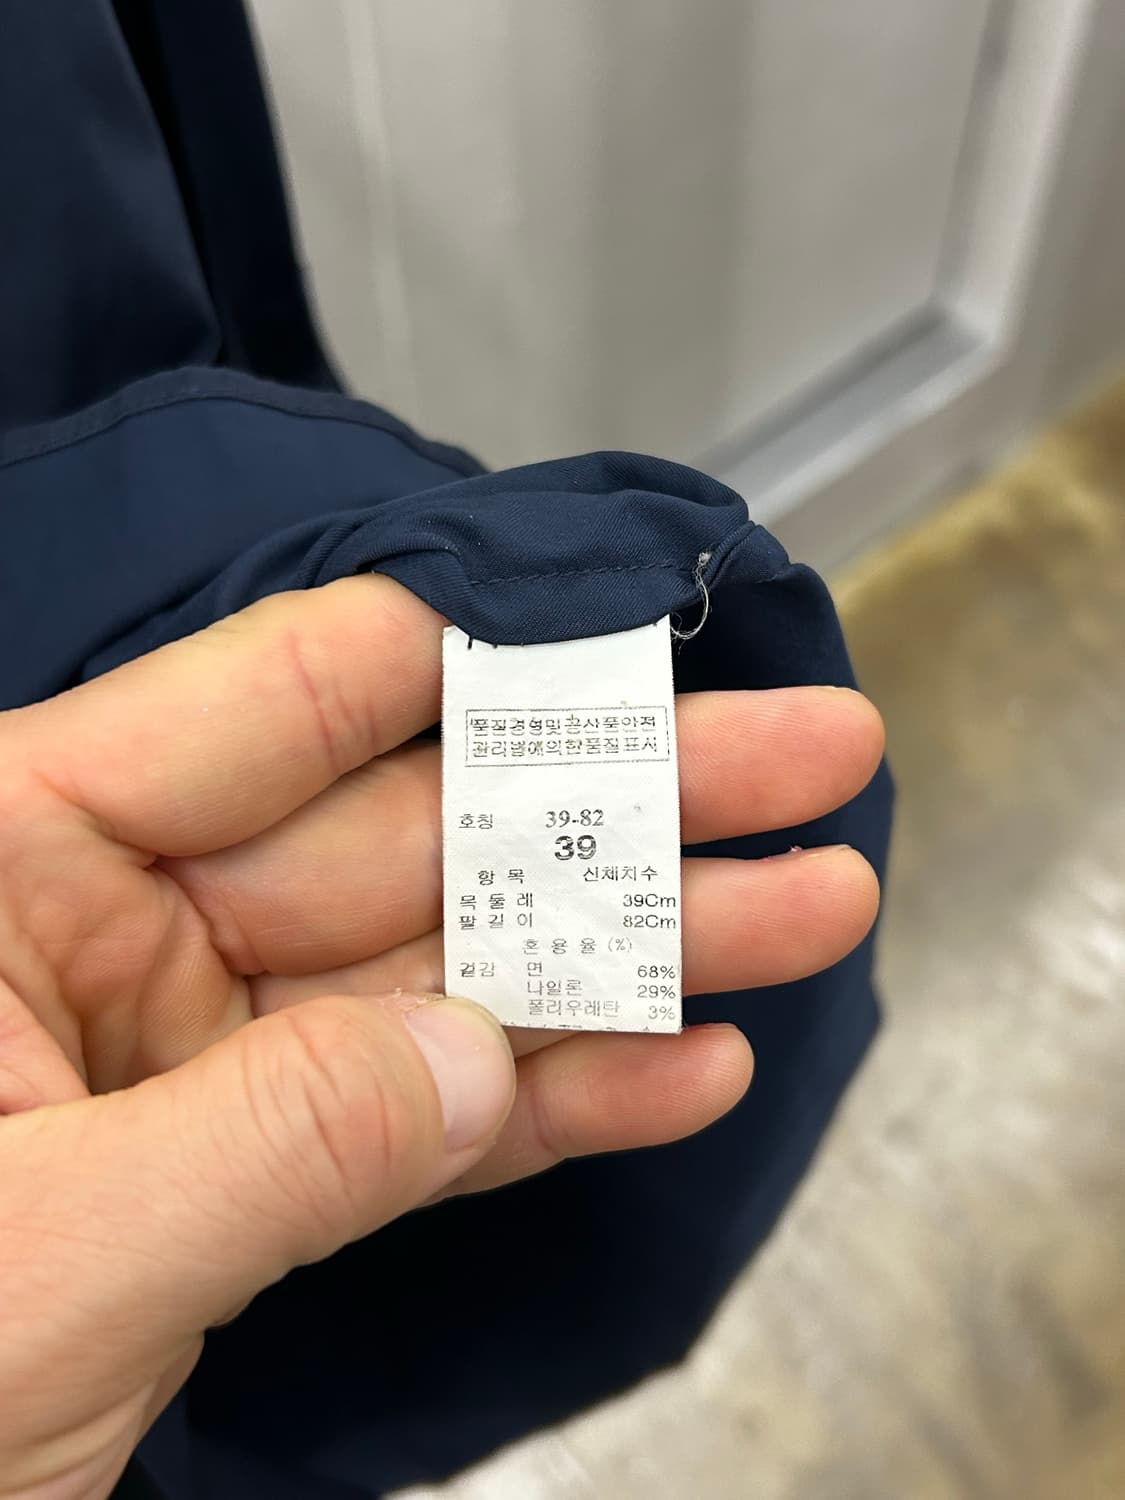 품질경영및공산품안전
관리법에의한품질표시
호칭 39-82
39
항 목 신체치수
목 둘 레 39Cm
팔 길 이 82Cm
혼 용 율 (%)
겉감 면 68%
나일론 29%
폴리우레탄 3%